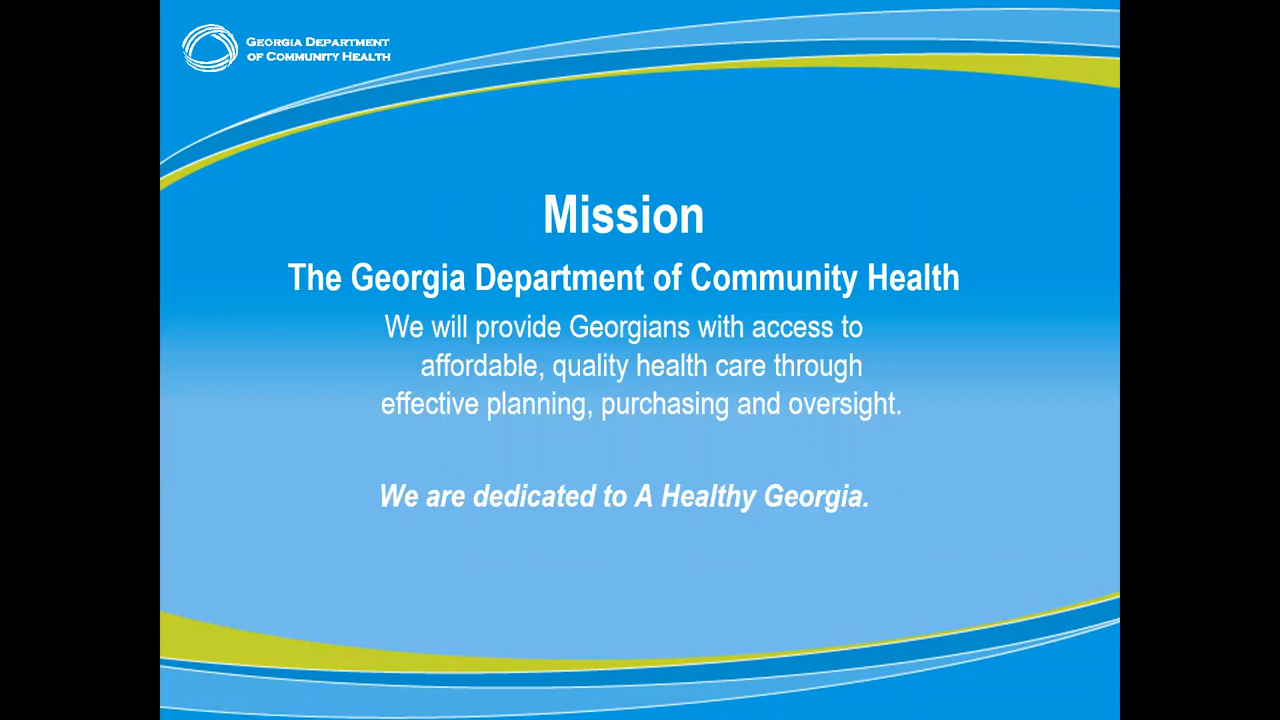 GEORGIA DEPARTMENT
OF COMMUNITY HEALTH
Mission
The Georgia Department of Community Health
We will provide Georgians with access to
affordable, quality health care through
effective planning, purchasing and oversight.
We are dedicated to A Healthy Georgia.